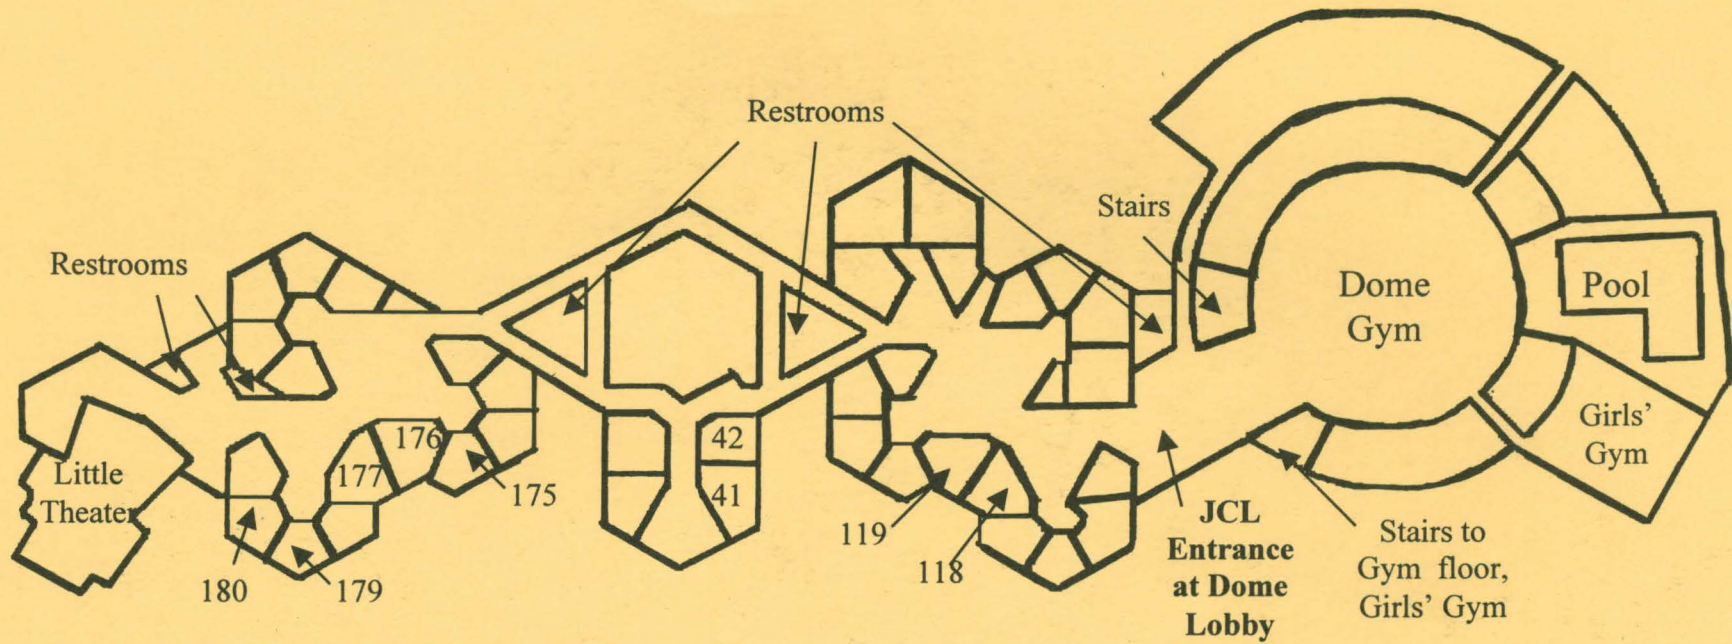 Restrooms
Stairs
Restrooms
Dome
Gym
Pool
Girls'
Gym
42
41
176
177
175
Little
Theater
180
179
119
118
JCL
Entrance
at Dome
Lobby
Stairs to
Gym floor,
Girls' Gym